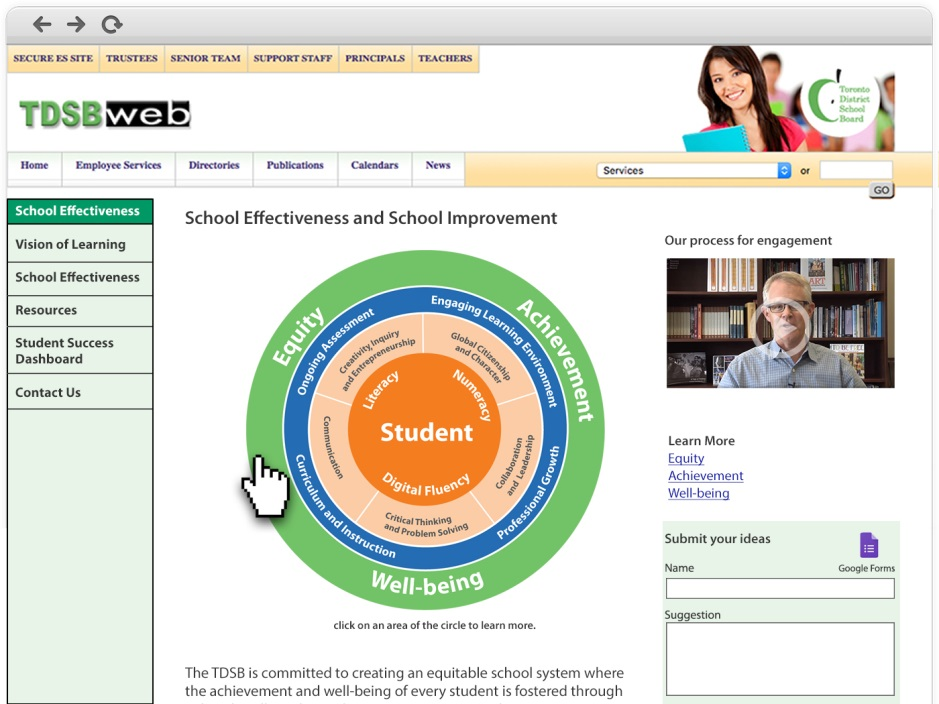 SECURE ES SITE TRUSTEES SENIOR TEAM SUPPORT STAFF PRINCIPALS TEACHERS
TDSBweb
Toronto
District
School
Board
Home Employee Services Directories Publications Calendars News
Services or
GO
School Effectiveness
Vision of Learning
School Effectiveness
Resources
Student Success
Dashboard
Contact Us
School Effectiveness and School Improvement
Equity
Achievement
Well-being
Ongoing Assessment
Engaging Learning Environment
Professional Growth
Curriculum and Instruction
Creativity, Inquiry
and Entrepreneurship
Global Citizenship
and Character
Collaboration
and Leadership
Critical Thinking
and Problem Solving
Communication
Literacy
Numeracy
Digital Fluency
Student
click on an area of the circle to learn more.
The TDSB is committed to creating an equitable school system where
the achievement and well-being of every student is fostered through
Our process for engagement
Learn More
Equity
Achievement
Well-being
Submit your ideas
Google Forms
Name
Suggestion